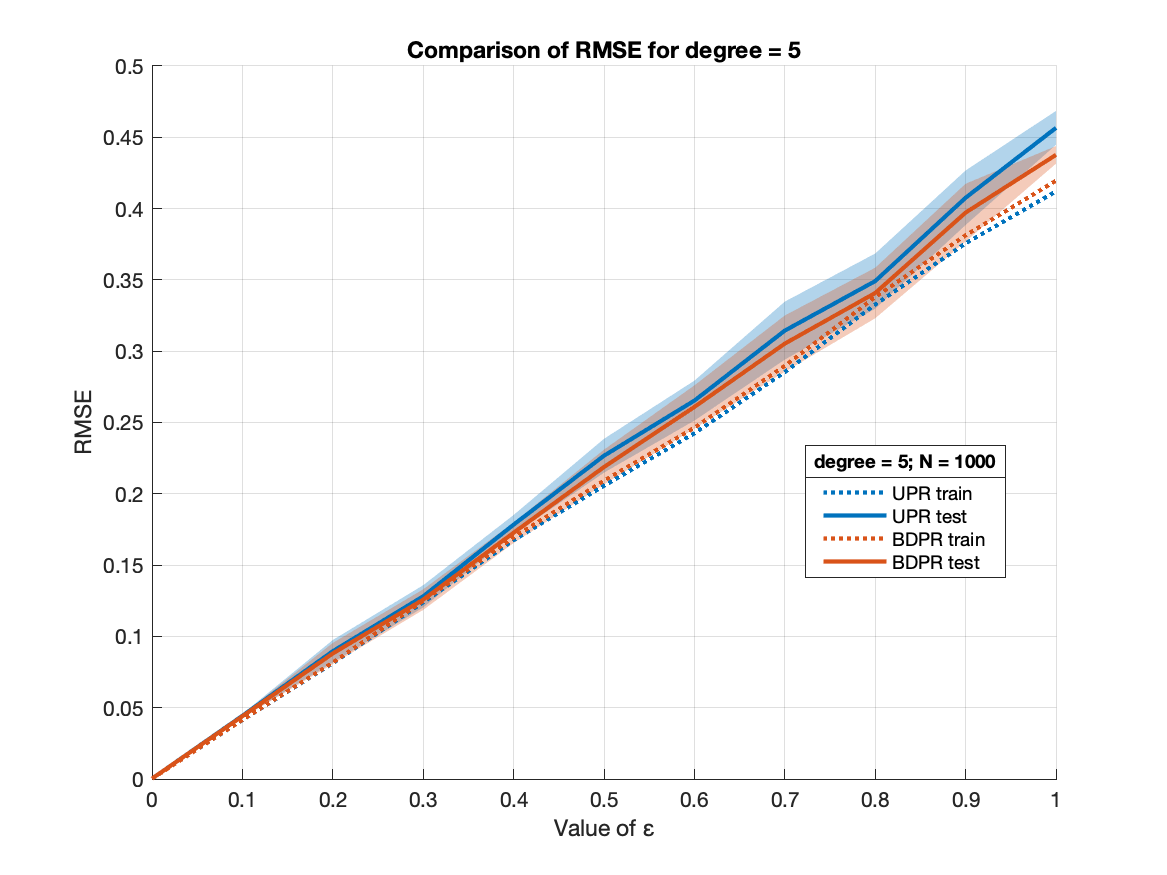 Comparison of RMSE for degree = 5
0.5
0.45
0.4
0.35
0.3
0.25
0.2
0.15
0.1
0.05
0
RMSE
degree = 5; N = 1000
UPR train
UPR test
BDPR train
BDPR test
0 0.1 0.2 0.3 0.4 0.5 0.6 0.7 0.8 0.9 1
Value of ε